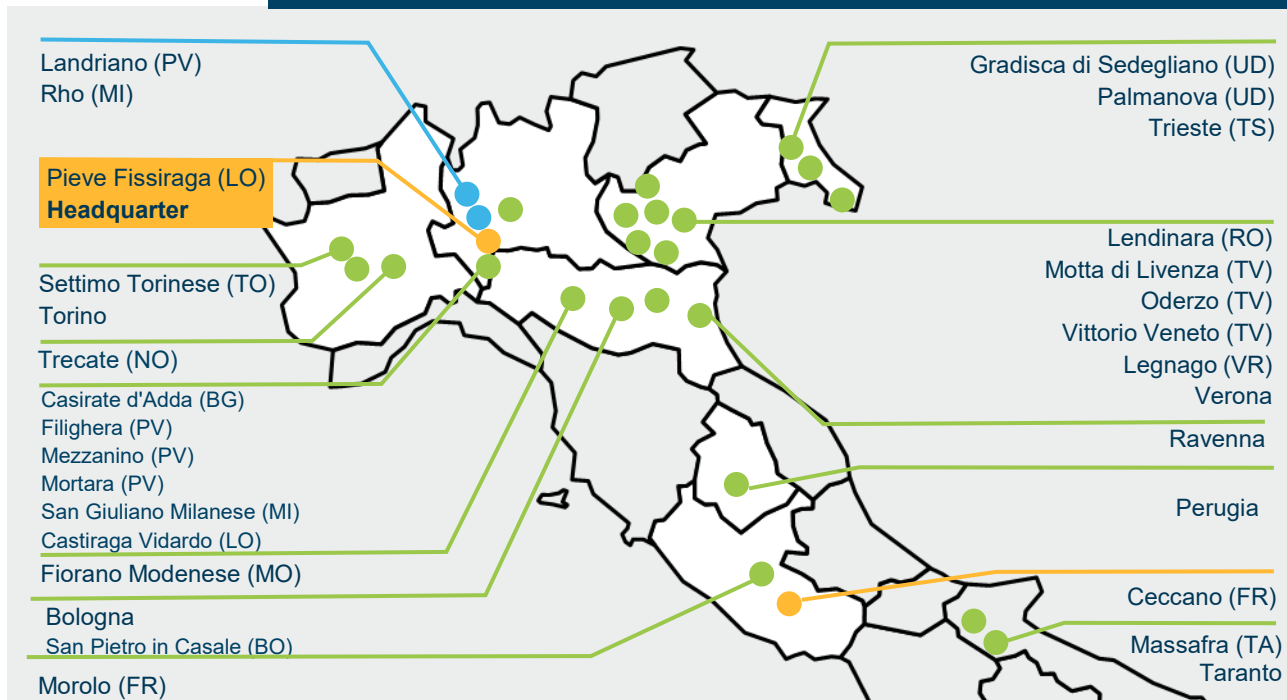 Landriano (PV)
Rho (MI)
Pieve Fissiraga (LO)
Headquarter
Settimo Torinese (TO)
Torino
Trecate (NO)
Casirate d'Adda (BG)
Filighera (PV)
Mezzanino (PV)
Mortara (PV)
San Giuliano Milanese (MI)
Castiraga Vidardo (LO)
Fiorano Modenese (MO)
Bologna
San Pietro in Casale (BO)
Morolo (FR)
Gradisca di Sedegliano (UD)
Palmanova (UD)
Trieste (TS)
Lendinara (RO)
Motta di Livenza (TV)
Oderzo (TV)
Vittorio Veneto (TV)
Legnago (VR)
Verona
Ravenna
Perugia
Ceccano (FR)
Massafra (TA)
Taranto